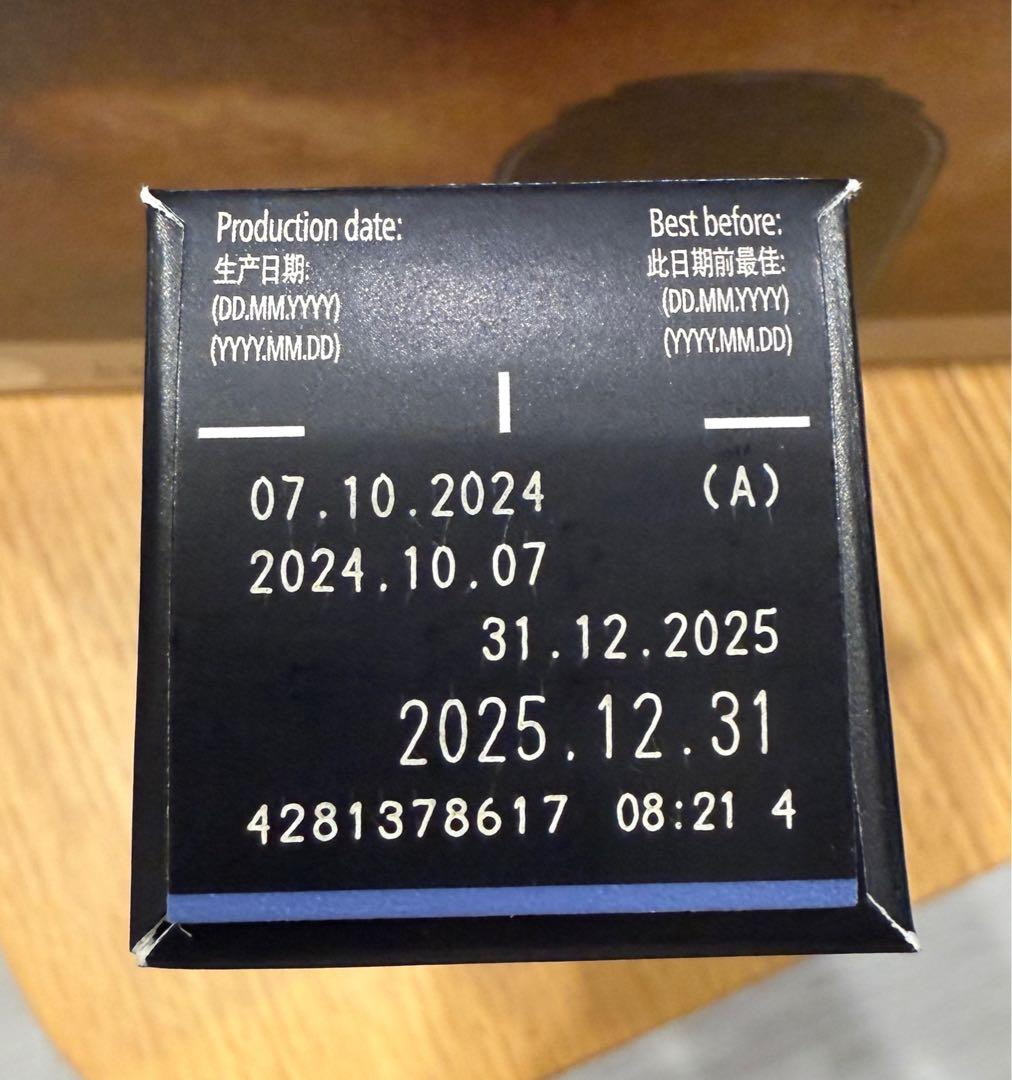 Production date:
生产日期:
(DD.MM.YYYY)
(YYYY.MM.DD)
Best before:
此日期前最佳:
(DD.MM.YYYY)
(YYYY.MM.DD)
07.10.2024 (A)
2024.10.07
31.12.2025
2025.12.31
4281378617 08:21 4